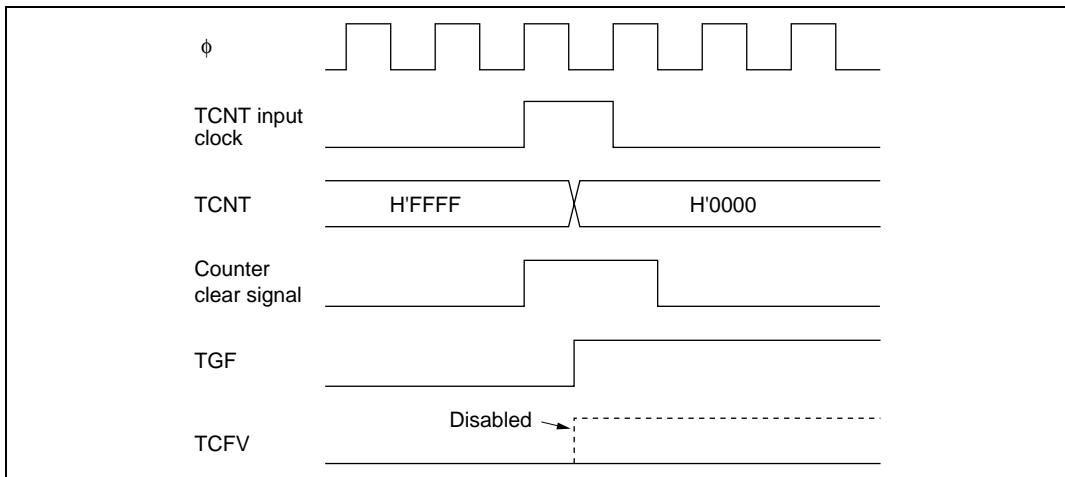 ϕ
TCNT input
clock
TCNT
H'FFFF
H'0000
Counter
clear signal
TGF
Disabled
TCFV